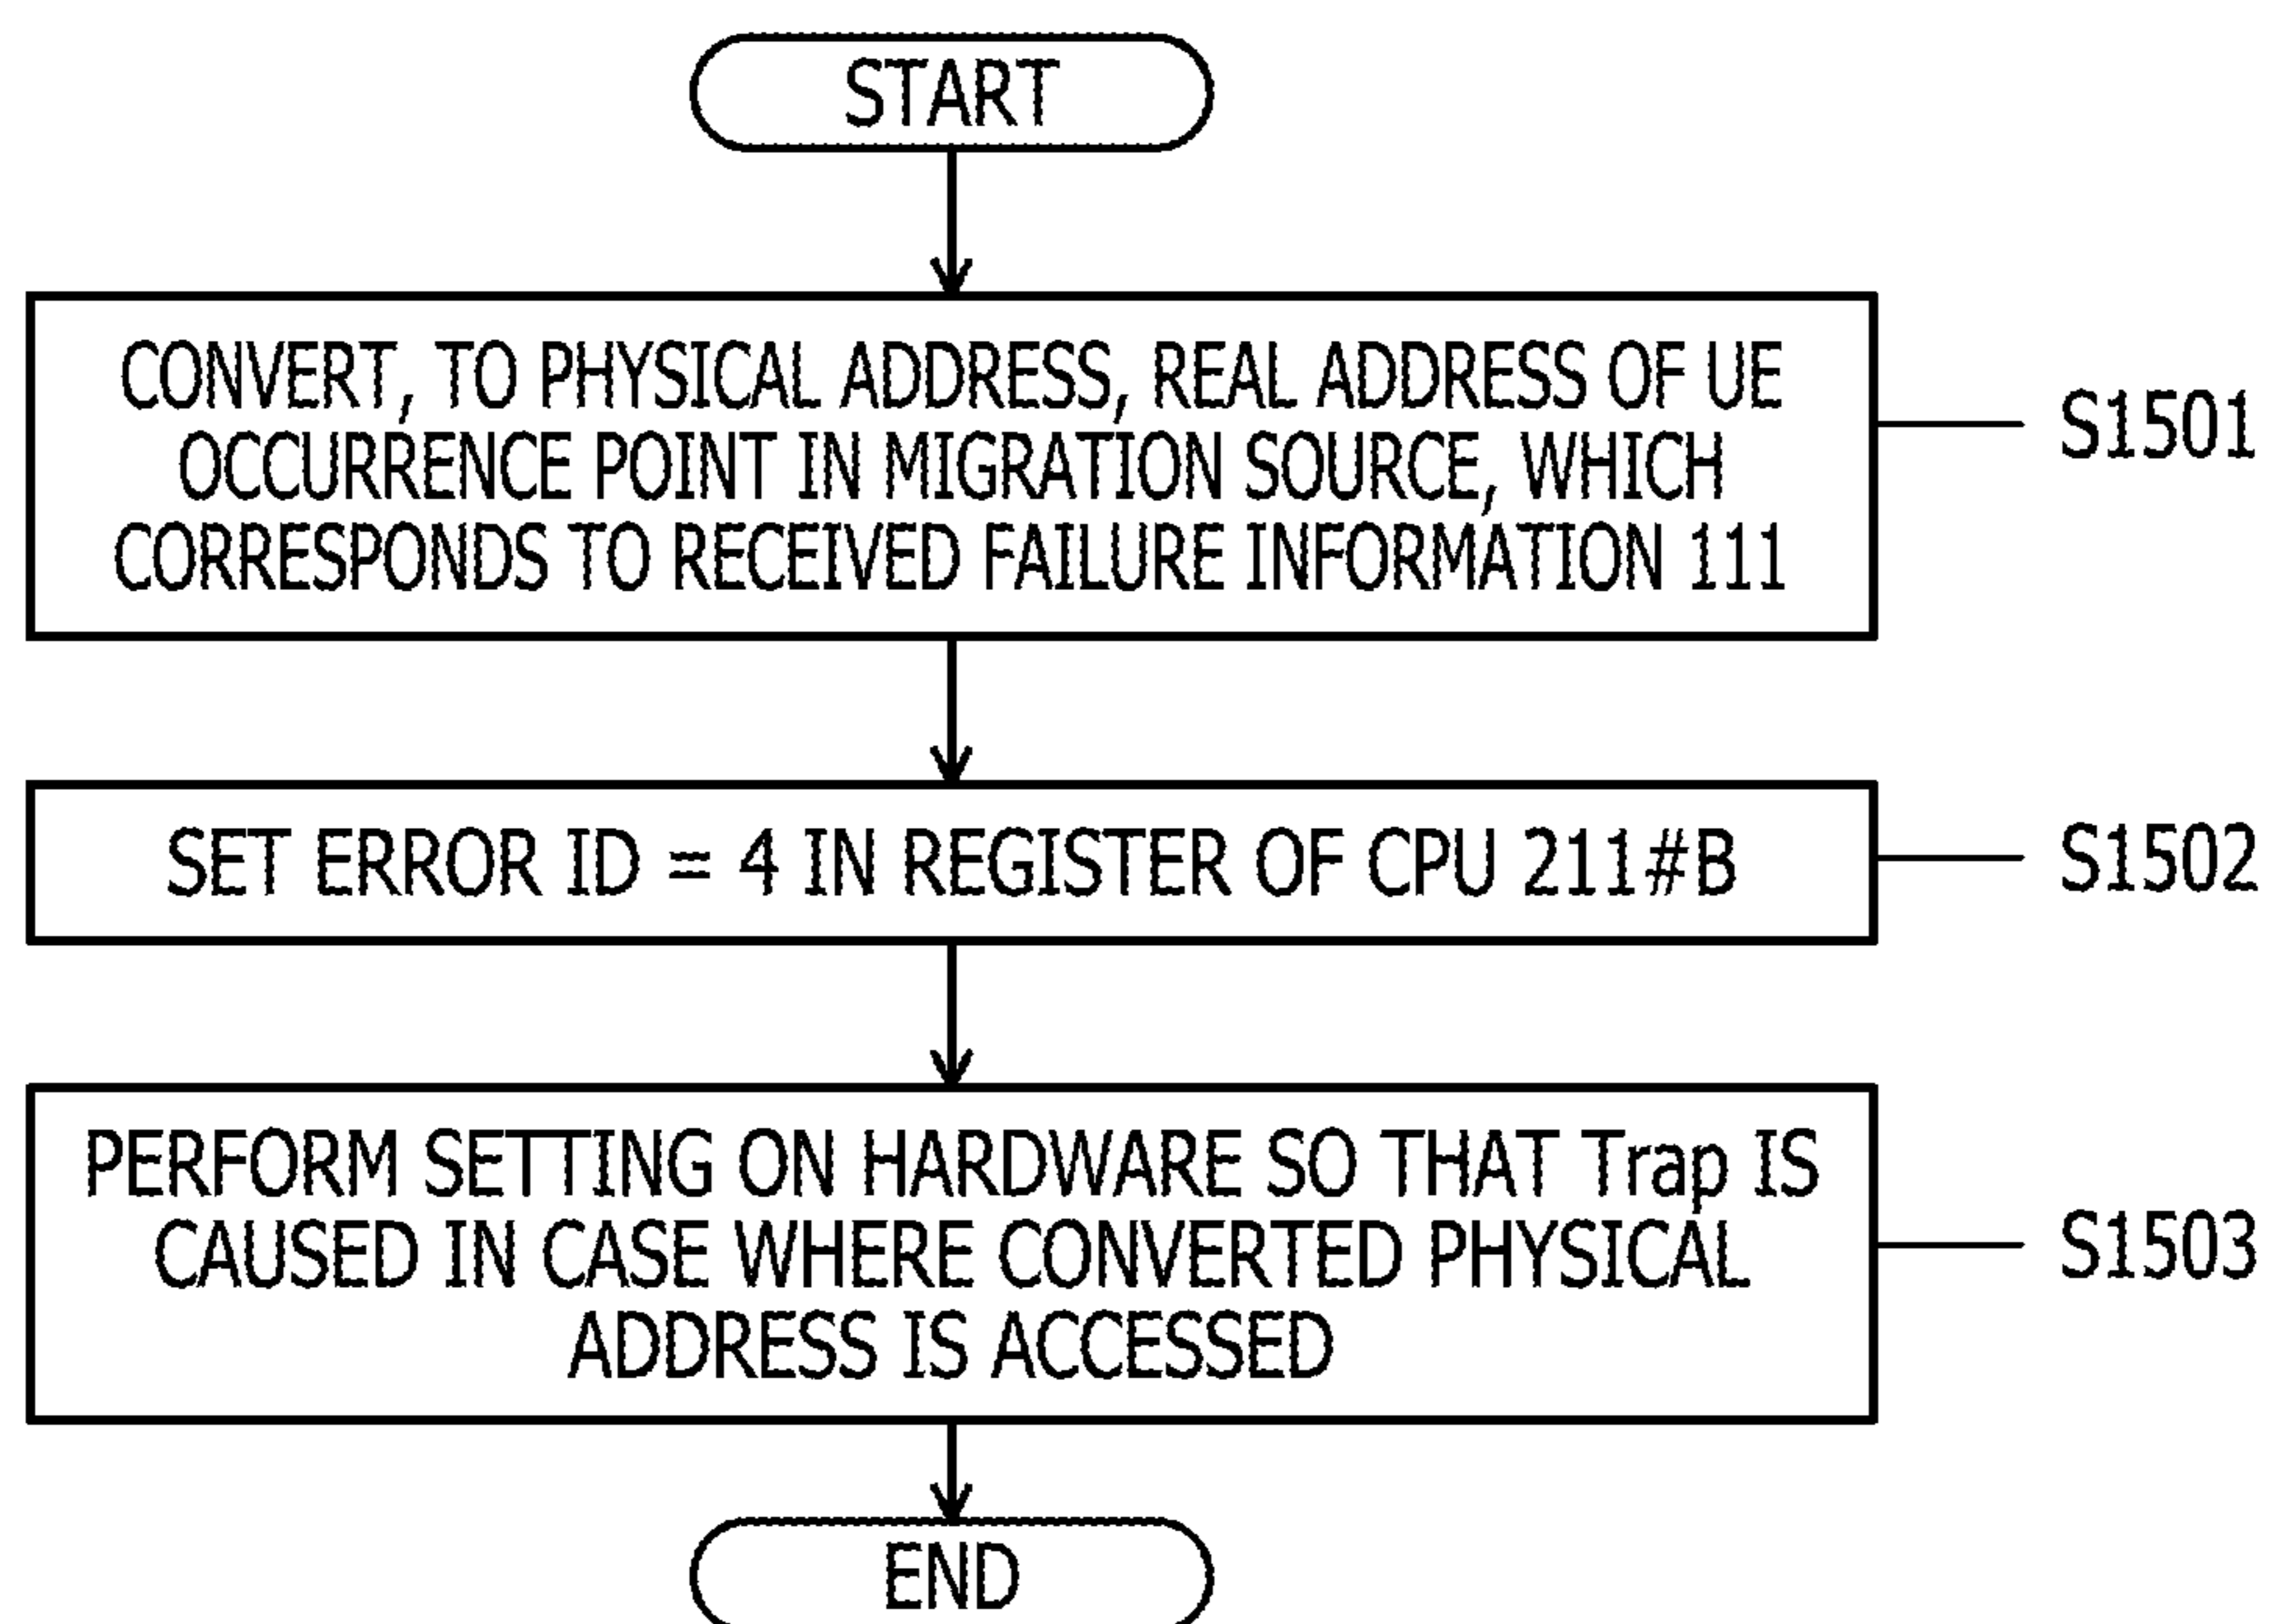 START
CONVERT, TO PHYSICAL ADDRESS, REAL ADDRESS OF UE
OCCURRENCE POINT IN MIGRATION SOURCE, WHICH
CORRESPONDS TO RECEIVED FAILURE INFORMATION 111
S1501
SET ERROR ID = 4 IN REGISTER OF CPU 211#B
S1502
PERFORM SETTING ON HARDWARE SO THAT Trap IS
CAUSED IN CASE WHERE CONVERTED PHYSICAL
ADDRESS IS ACCESSED
S1503
END